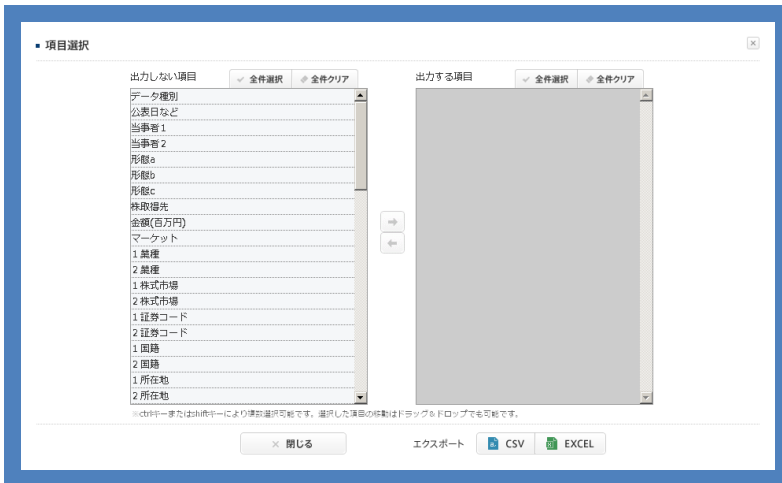 項目選択
出力しない項目
全件選択
全件クリア
出力する項目
全件選択
全件クリア
データ種別
公表日など
当事者1
当事者2
形態a
形態b
形態c
株取得先
金額(百万円)
マーケット
1業種
2業種
1株式市場
2株式市場
1証券コード
2証券コード
1国籍
2国籍
1所在地
2所在地
※ctrlキーまたはshiftキーにより複数選択可能です。選択した項目の移動はドラッグ&ドロップでも可能です。
× 閉じる
エクスポート
CSV
EXCEL